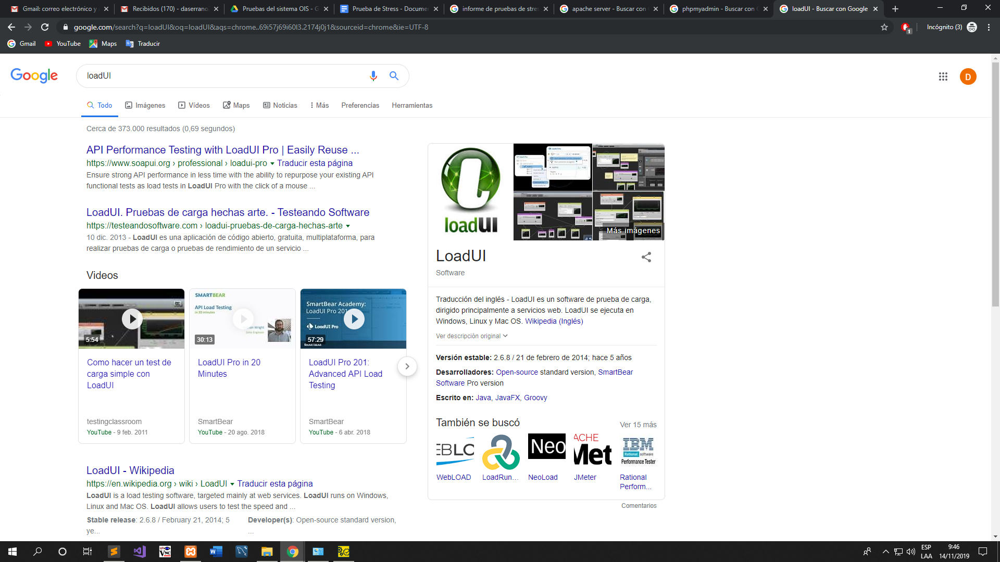 Gmail: correo electrónico y
Recibidos (170) - daserrano.
Pruebas del sistema OIS - G
Prueba de Stress - Documen
informe de pruebas de stre
apache server - Buscar con
phpmyadmin - Buscar con
loadUI - Buscar con Google
google.com/search?q=loadUI&oq=loadUI&aqs=chrome..69i57j69i60l3.2174j0j1&sourceid=chrome&ie=UTF-8
1
Incógnito (3)
Gmail
YouTube
Maps
Traducir
Google
loadUI
D
Todo
Imágenes
Vídeos
Maps
Noticias
Más
Preferencias
Herramientas
Cerca de 373.000 resultados (0,69 segundos)
API Performance Testing with LoadUI Pro | Easily Reuse ...
https://www.soapui.org › professional › loadui-pro Traducir esta página
Ensure strong API performance in less time with the ability to repurpose your existing API
functional tests as load tests in LoadUI Pro with the click of a mouse ...
LoadUI. Pruebas de carga hechas arte. - Testeando Software
https://testeandosoftware.com › loadui-pruebas-de-carga-hechas-arte
10 dic. 2013 - LoadUI es una aplicación de código abierto, gratuita, multiplataforma, para
realizar pruebas de carga o pruebas de rendimiento de un servicio ...
Videos
5:54
Como hacer un test de
carga simple con
LoadUI
testingclassroom
YouTube - 9 feb. 2011
SMARTBEAR
API Load Testing
in 20 minutes
Wright
30:13
LoadUI Pro in 20
Minutes
SmartBear
YouTube - 20 ago. 2018
SmartBear Academy:
LoadUI Pro 201
LoadUI Pro
57:29
SMARTBEAR
LoadUI Pro 201:
Advanced API Load
Testing
SmartBear
YouTube - 6 abr. 2018
LoadUI - Wikipedia
https://en.wikipedia.org › wiki › LoadUI Traducir esta página
LoadUI is a load testing software, targeted mainly at web services. LoadUI runs on Windows,
Linux and Mac OS. LoadUI allows users to test the speed and ...
Stable release: 2.6.8 / February 21, 2014; 5
ye...
Developer(s): Open-source standard version,
...
loadUI
Más imágenes
LoadUI
Software
Traducción del inglés - LoadUI es un software de prueba de carga,
dirigido principalmente a servicios web. LoadUI se ejecuta en
Windows, Linux y Mac OS. Wikipedia (Inglés)
Ver descripción original
Versión estable: 2.6.8 / 21 de febrero de 2014; hace 5 años
Desarrolladores: Open-source standard version, SmartBear
Software Pro version
Escrito en: Java, JavaFX, Groovy
También se buscó
Ver 15 más
EBLO
Neo
ACHE
Met
IBM
Rational. software
Performance Tester
WebLOAD
LoadRun...
NeoLoad
JMeter
Rational
Perform...
Comentarios
VNC
ESP
LAA
9:46
14/11/2019